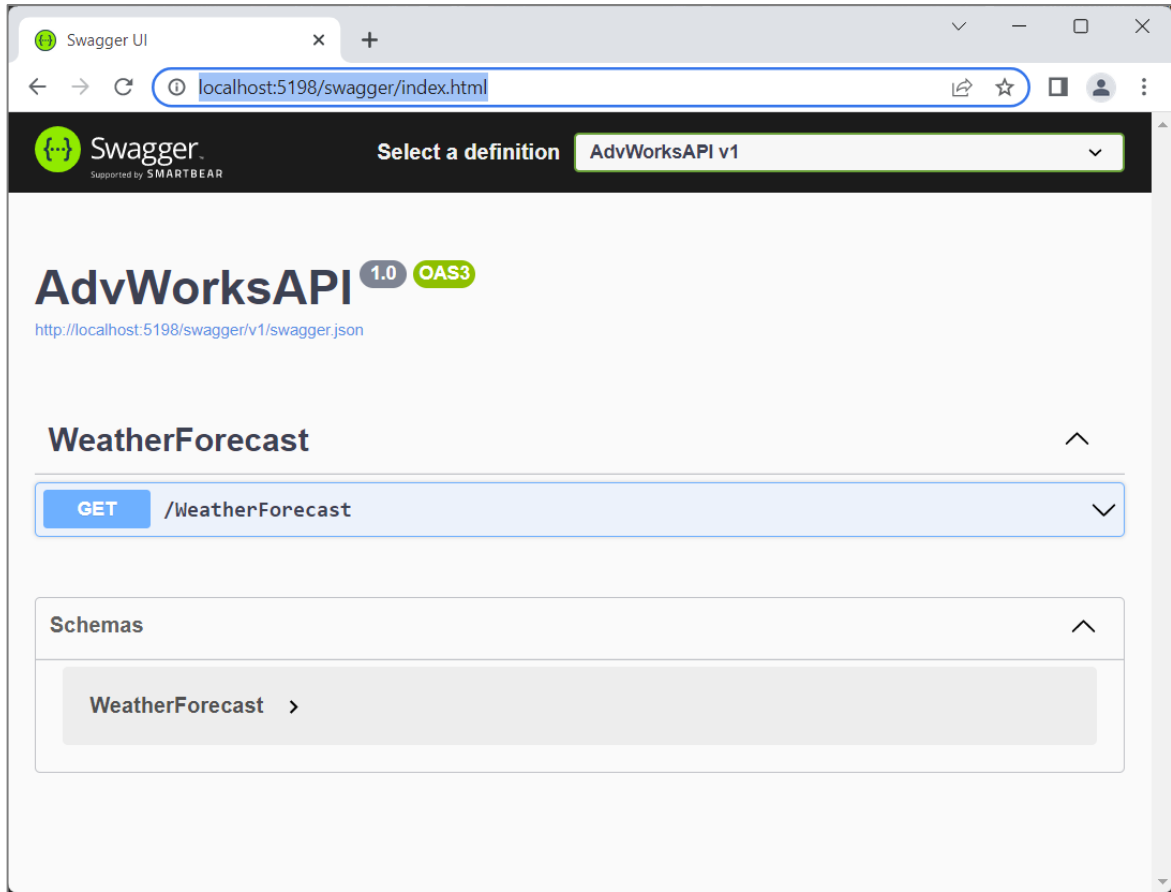 Swagger UI
localhost:5198/swagger/index.html
{···} Swagger. Select a definition AdvWorksAPI v1
Supported by SMARTBEAR
AdvWorksAPI 1.0 OAS3
http://localhost:5198/swagger/v1/swagger.json
WeatherForecast
GET /WeatherForecast
Schemas
WeatherForecast